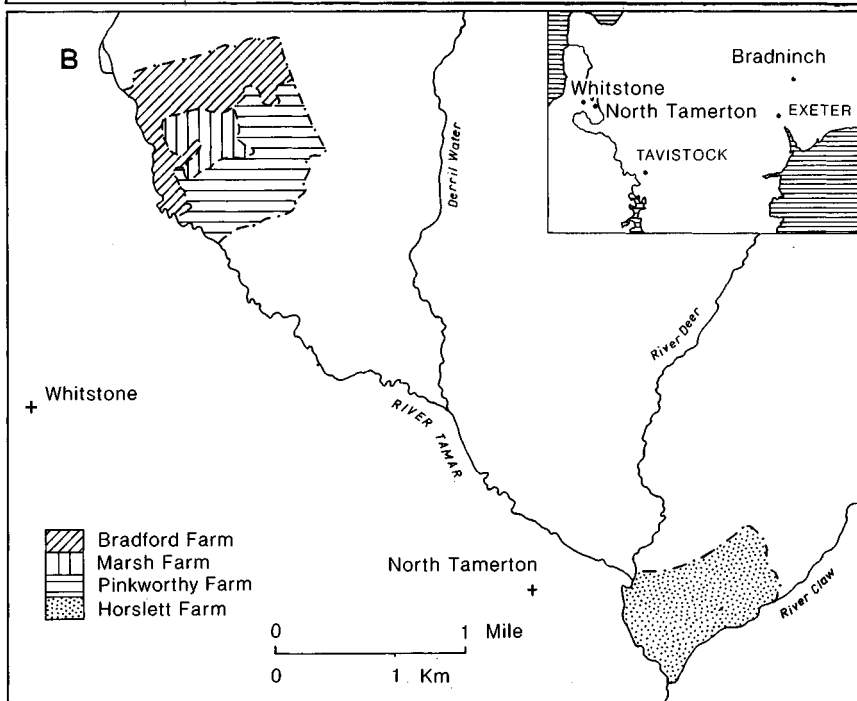 B
Bradninch
Whitstone
North Tamerton
EXETER
TAVISTOCK
Derril Water
River Deer
Whitstone
RIVER TAMAR
Bradford Farm
Marsh Farm
Pinkworthy Farm
Horslett Farm
North Tamerton
River Claw
0 1 Mile
0 1 Km